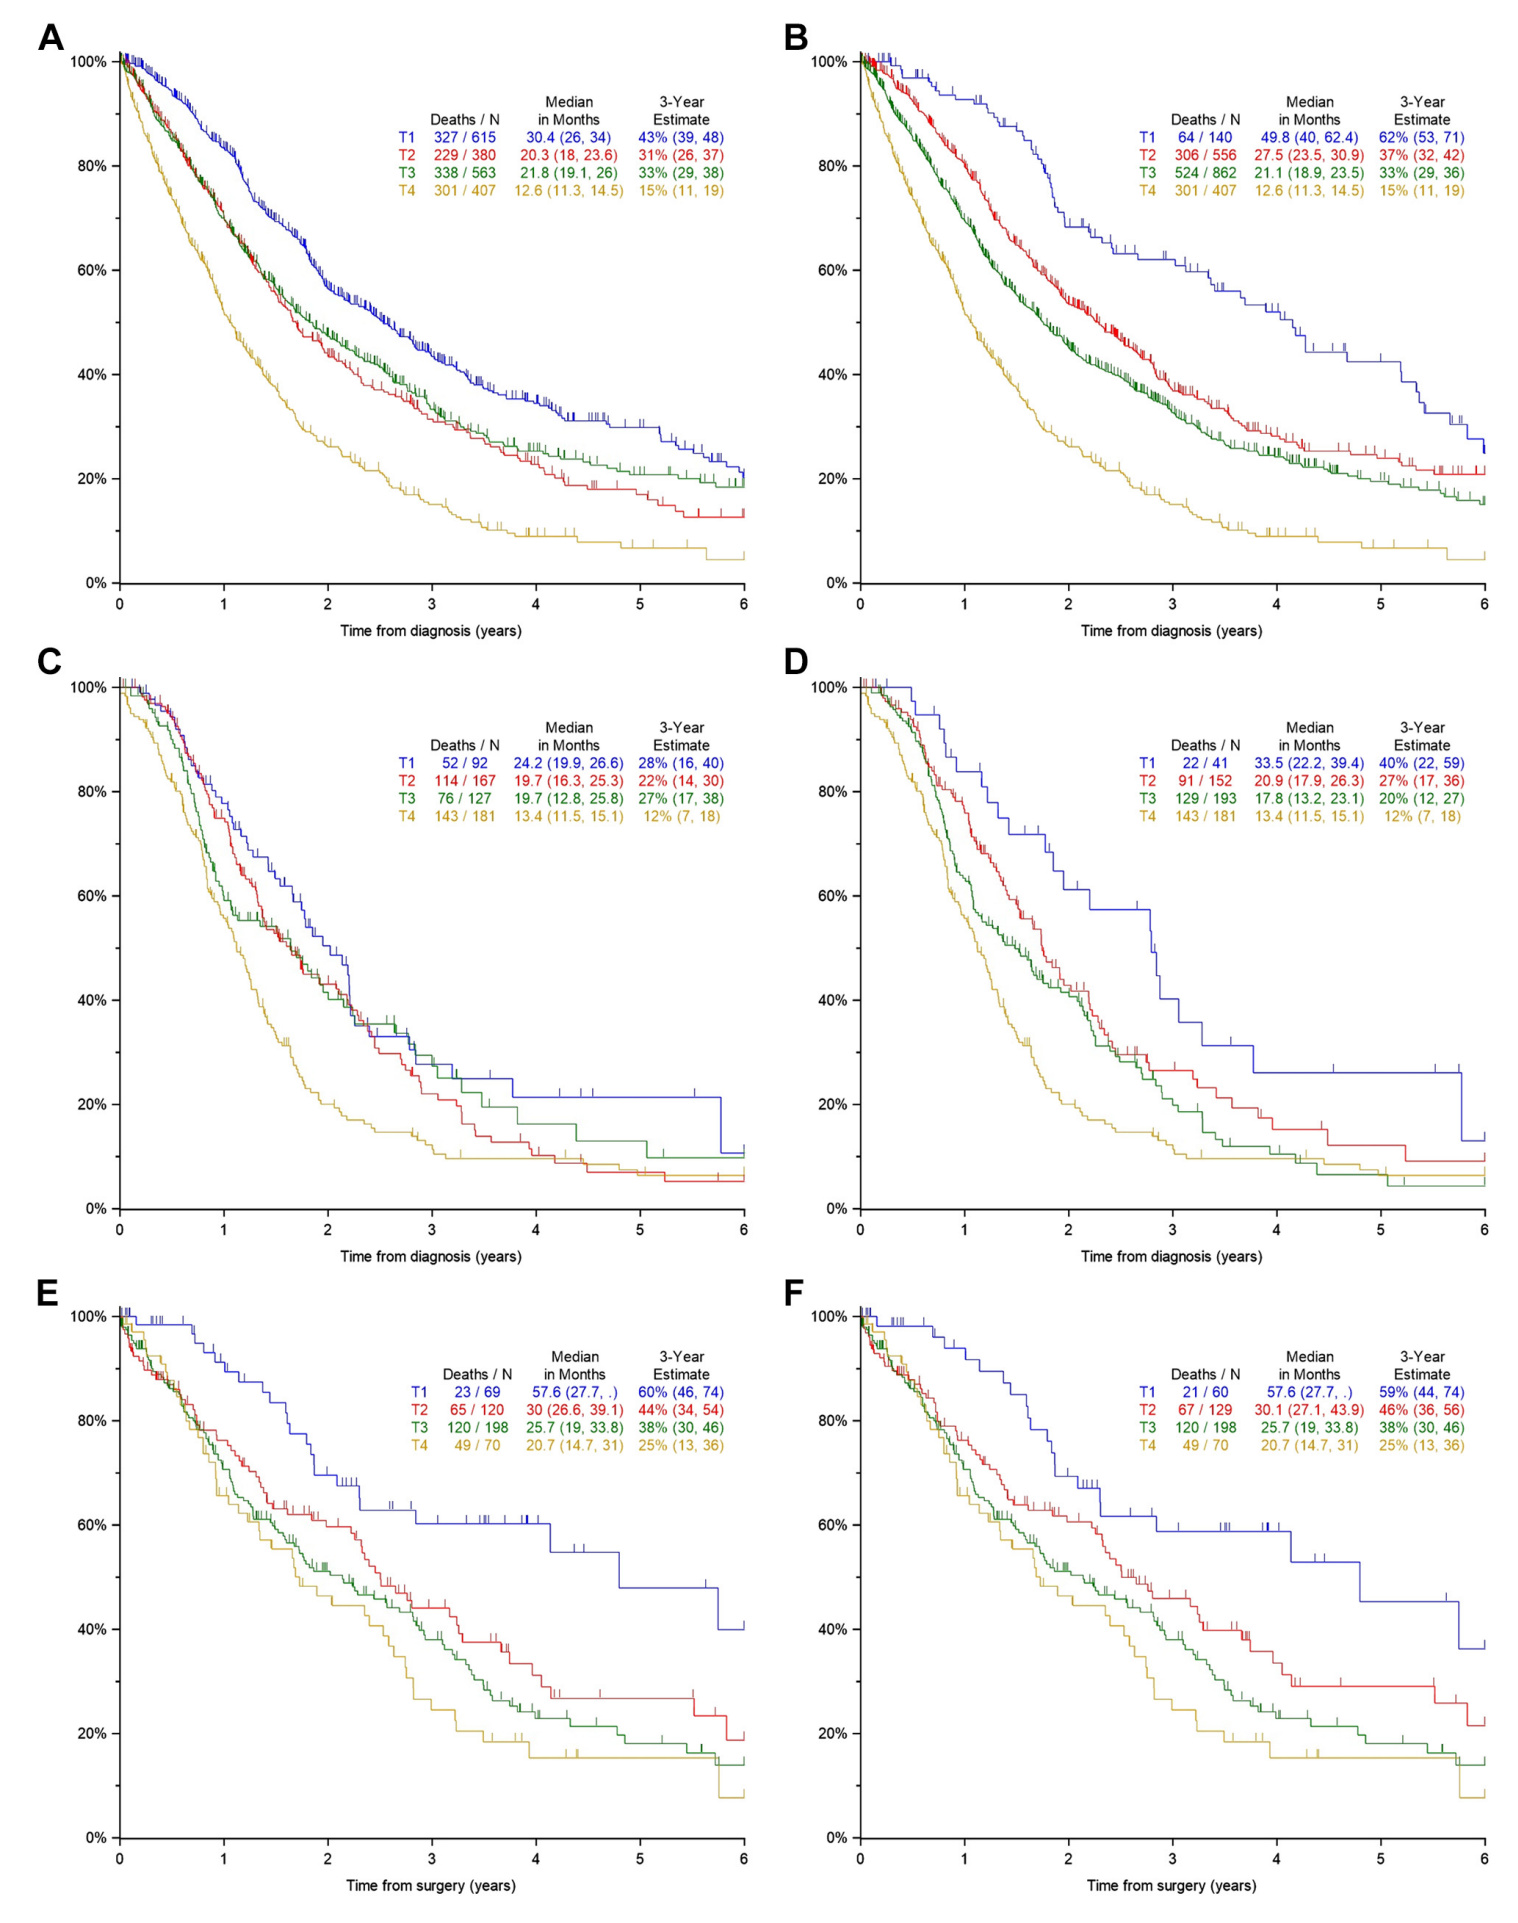 A
100%
80%
60%
40%
20%
0%
Median 3-Year
Deaths / N in Months Estimate
T1 327 / 615 30.4 (26, 34) 43% (39, 48)
T2 229 / 380 20.3 (18, 23.6) 31% (26, 37)
T3 338 / 563 21.8 (19.1, 26) 33% (29, 38)
T4 301 / 407 12.6 (11.3, 14.5) 15% (11, 19)
0 1 2 3 4 5 6
Time from diagnosis (years)
B
100%
80%
60%
40%
20%
0%
Median 3-Year
Deaths / N in Months Estimate
T1 64 / 140 49.8 (40, 62.4) 62% (53, 71)
T2 306 / 556 27.5 (23.5, 30.9) 37% (32, 42)
T3 524 / 862 21.1 (18.9, 23.5) 33% (29, 36)
T4 301 / 407 12.6 (11.3, 14.5) 15% (11, 19)
0 1 2 3 4 5 6
Time from diagnosis (years)
C
100%
80%
60%
40%
20%
0%
Median 3-Year
Deaths / N in Months Estimate
T1 52 / 92 24.2 (19.9, 26.6) 28% (16, 40)
T2 114 / 167 19.7 (16.3, 25.3) 22% (14, 30)
T3 76 / 127 19.7 (12.8, 25.8) 27% (17, 38)
T4 143 / 181 13.4 (11.5, 15.1) 12% (7, 18)
0 1 2 3 4 5 6
Time from diagnosis (years)
D
100%
80%
60%
40%
20%
0%
Median 3-Year
Deaths / N in Months Estimate
T1 22 / 41 33.5 (22.2, 39.4) 40% (22, 59)
T2 91 / 152 20.9 (17.9, 26.3) 27% (17, 36)
T3 129 / 193 17.8 (13.2, 23.1) 20% (12, 27)
T4 143 / 181 13.4 (11.5, 15.1) 12% (7, 18)
0 1 2 3 4 5 6
Time from diagnosis (years)
E
100%
80%
60%
40%
20%
0%
Median 3-Year
Deaths / N in Months Estimate
T1 23 / 69 57.6 (27.7, .) 60% (46, 74)
T2 65 / 120 30 (26.6, 39.1) 44% (34, 54)
T3 120 / 198 25.7 (19, 33.8) 38% (30, 46)
T4 49 / 70 20.7 (14.7, 31) 25% (13, 36)
0 1 2 3 4 5 6
Time from surgery (years)
F
100%
80%
60%
40%
20%
0%
Median 3-Year
Deaths / N in Months Estimate
T1 21 / 60 57.6 (27.7, .) 59% (44, 74)
T2 67 / 129 30.1 (27.1, 43.9) 46% (36, 56)
T3 120 / 198 25.7 (19, 33.8) 38% (30, 46)
T4 49 / 70 20.7 (14.7, 31) 25% (13, 36)
0 1 2 3 4 5 6
Time from surgery (years)